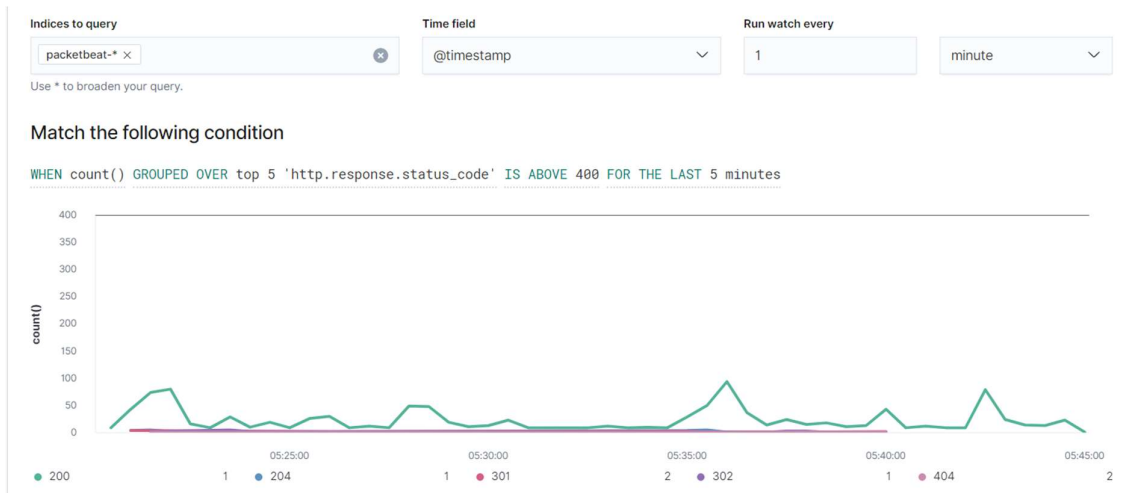 Indices to query Time field Run watch every
packetbeat-* × @timestamp 1 minute
Use * to broaden your query.
Match the following condition
WHEN count() GROUPED OVER top 5 'http.response.status_code' IS ABOVE 400 FOR THE LAST 5 minutes
400
350
300
250
200
150
100
50
0
count()
05:25:00 05:30:00 05:35:00 05:40:00 05:45:00
200 1 204 1 301 2 302 1 404 2